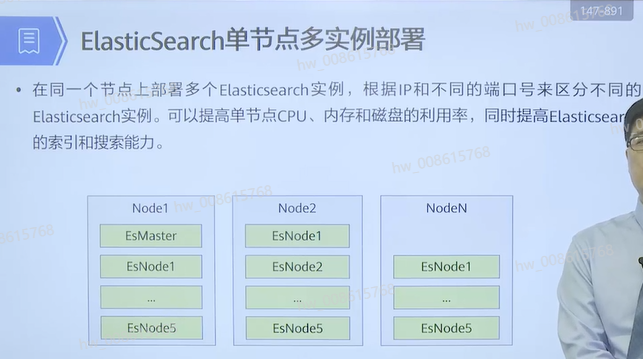 147-891
ElasticSearch单节点多实例部署
• 在同一个节点上部署多个Elasticsearch实例，根据IP和不同的端口号来区分不同的
Elasticsearch实例。可以提高单节点CPU、内存和磁盘的利用率，同时提高Elasticsear
的索引和搜索能力。
Node1
EsMaster
EsNode1
...
EsNode5
Node2
EsNode1
EsNode2
...
EsNode5
NodeN
EsNode1
...
EsNode5
hw_008615768
hw_008615768
hw_008615768
hw_008615768
hw_008615768